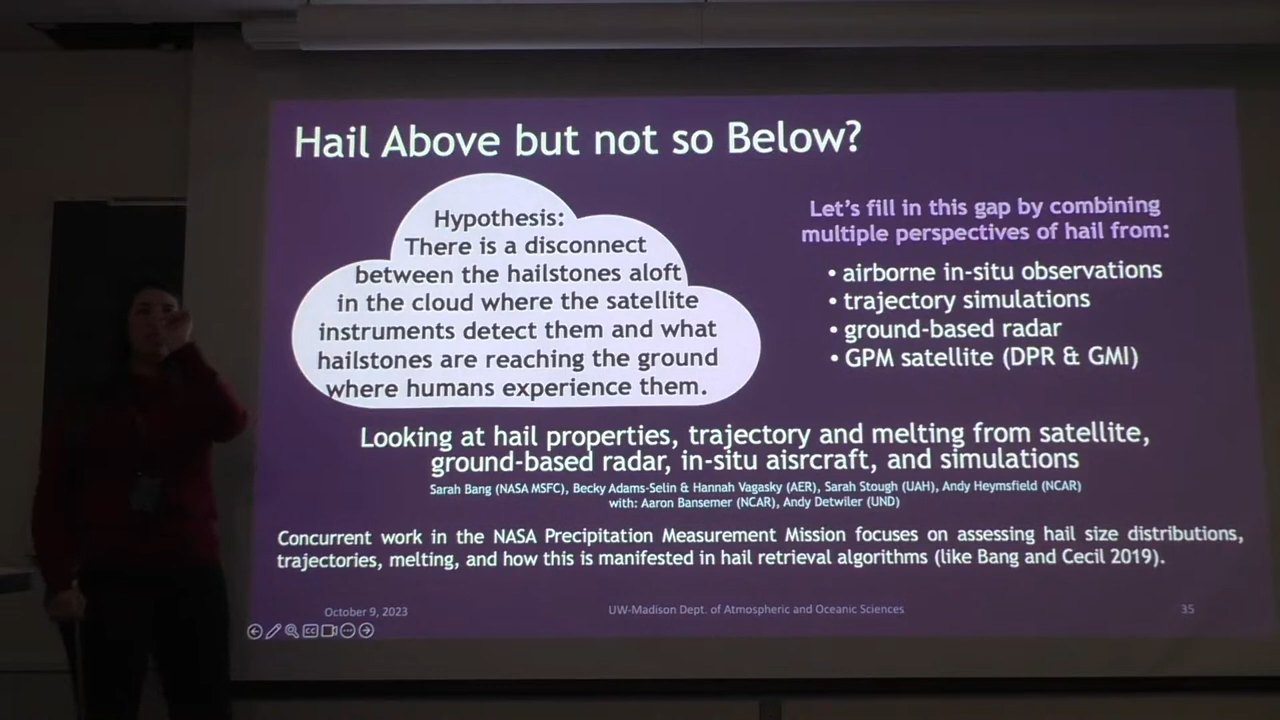 Hail Above but not so Below?
Hypothesis:
There is a disconnect
between the hailstones aloft
in the cloud where the satellite
instruments detect them and what
hailstones are reaching the ground
where humans experience them.
Let's fill in this gap by combining
multiple perspectives of hail from:
• airborne in-situ observations
• trajectory simulations
• ground-based radar
• GPM satellite (DPR & GMI)
Looking at hail properties, trajectory and melting from satellite,
ground-based radar, in-situ aisrcraft, and simulations
Sarah Bang (NASA MSFC), Becky Adams-Selin & Hannah Vagasky (AER), Sarah Stough (UAH), Andy Heymsfield (NCAR)
with: Aaron Bansemer (NCAR), Andy Detwiler (UND)
Concurrent work in the NASA Precipitation Measurement Mission focuses on assessing hail size distributions,
trajectories, melting, and how this is manifested in hail retrieval algorithms (like Bang and Cecil 2019).
October 9, 2023
UW-Madison Dept. of Atmospheric and Oceanic Sciences
35
CC